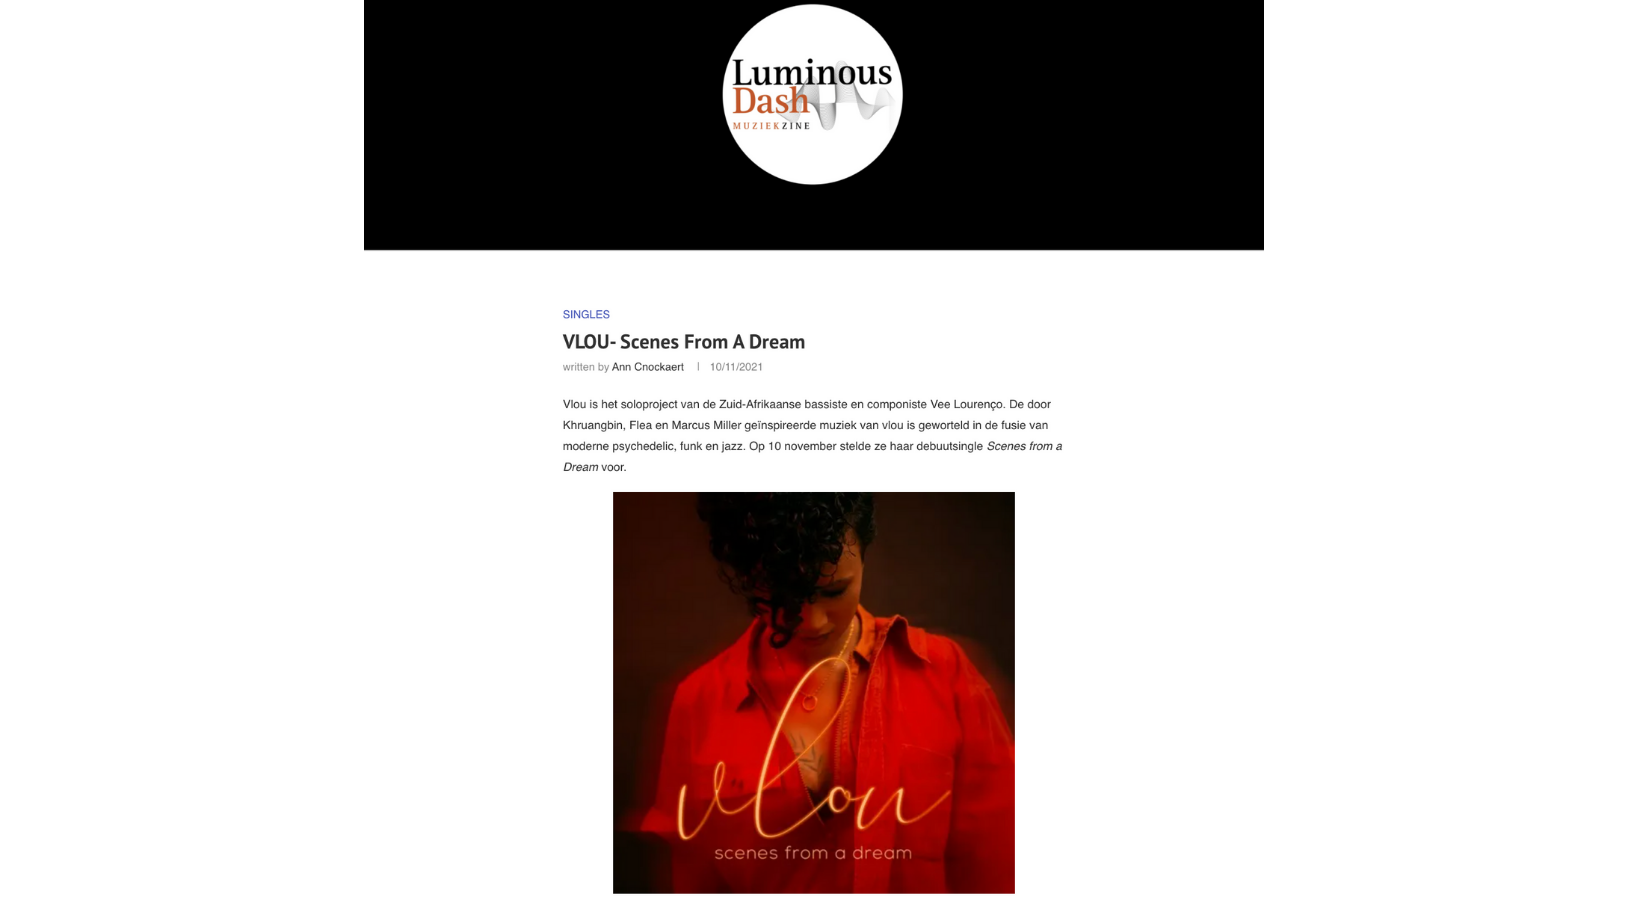 Luminous
Dash
MUZIEKZINE
SINGLES
VLOU- Scenes From A Dream
written by Ann Cnockaert | 10/11/2021
Vlou is het soloproject van de Zuid-Afrikaanse bassiste en componiste Vee Lourenço. De door
Khruangbin, Flea en Marcus Miller geïnspireerde muziek van vlou is geworteld in de fusie van
moderne psychedelic, funk en jazz. Op 10 november stelde ze haar debuutsingle Scenes from a
Dream voor.
vlou
scenes from a dream